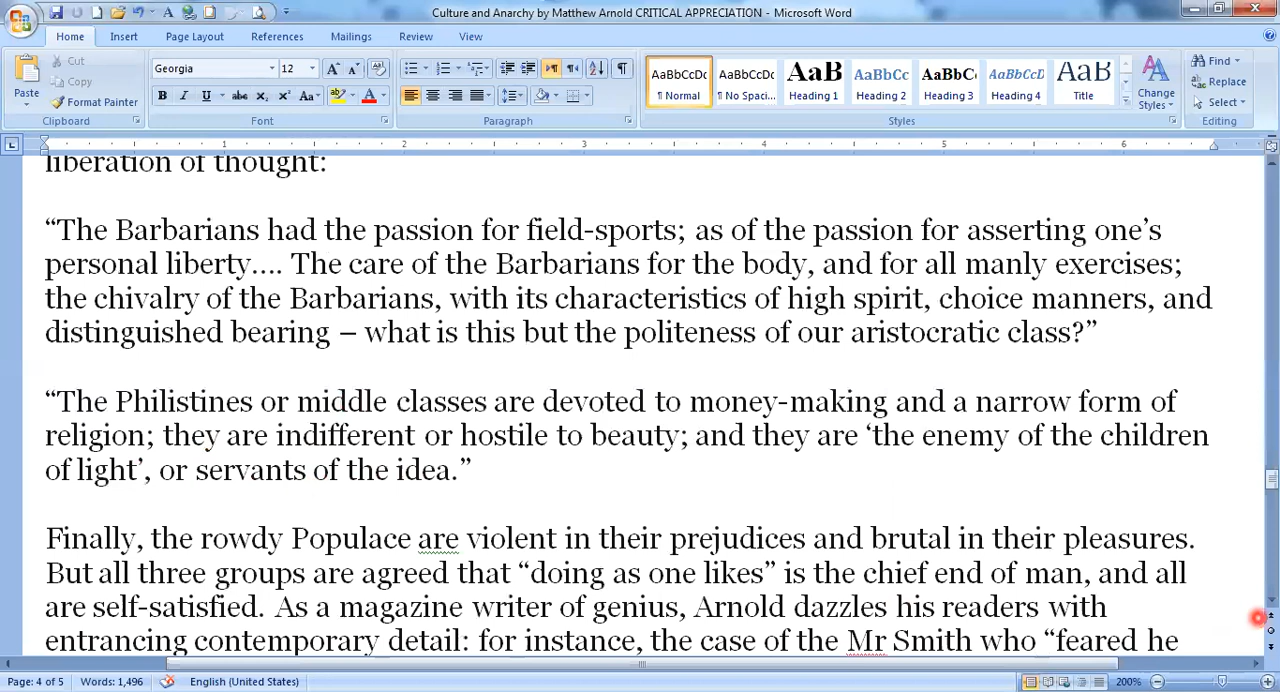 Culture and Anarchy by Matthew Arnold CRITICAL APPRECIATION - Microsoft Word
Home Insert Page Layout References Mailings Review View
Paste
Cut
Copy
Format Painter
Clipboard
Georgia 12
Font
Paragraph
AaBbCcDc AaBbCcDc AaB AaBbCc AaBbCc AaBbCcD AaB
¶ Normal ¶ No Spaci... Heading 1 Heading 2 Heading 3 Heading 4 Title
Change Styles
Styles
Find
Replace
Select
Editing
1 2 3 4 5 6
liberation of thought:
“The Barbarians had the passion for field-sports; as of the passion for asserting one’s
personal liberty…. The care of the Barbarians for the body, and for all manly exercises;
the chivalry of the Barbarians, with its characteristics of high spirit, choice manners, and
distinguished bearing – what is this but the politeness of our aristocratic class?”
“The Philistines or middle classes are devoted to money-making and a narrow form of
religion; they are indifferent or hostile to beauty; and they are ‘the enemy of the children
of light’, or servants of the idea.”
Finally, the rowdy Populace are violent in their prejudices and brutal in their pleasures.
But all three groups are agreed that “doing as one likes” is the chief end of man, and all
are self-satisfied. As a magazine writer of genius, Arnold dazzles his readers with
entrancing contemporary detail: for instance, the case of the Mr Smith who “feared he
Page: 4 of 5 Words: 1,496 English (United States) 200%